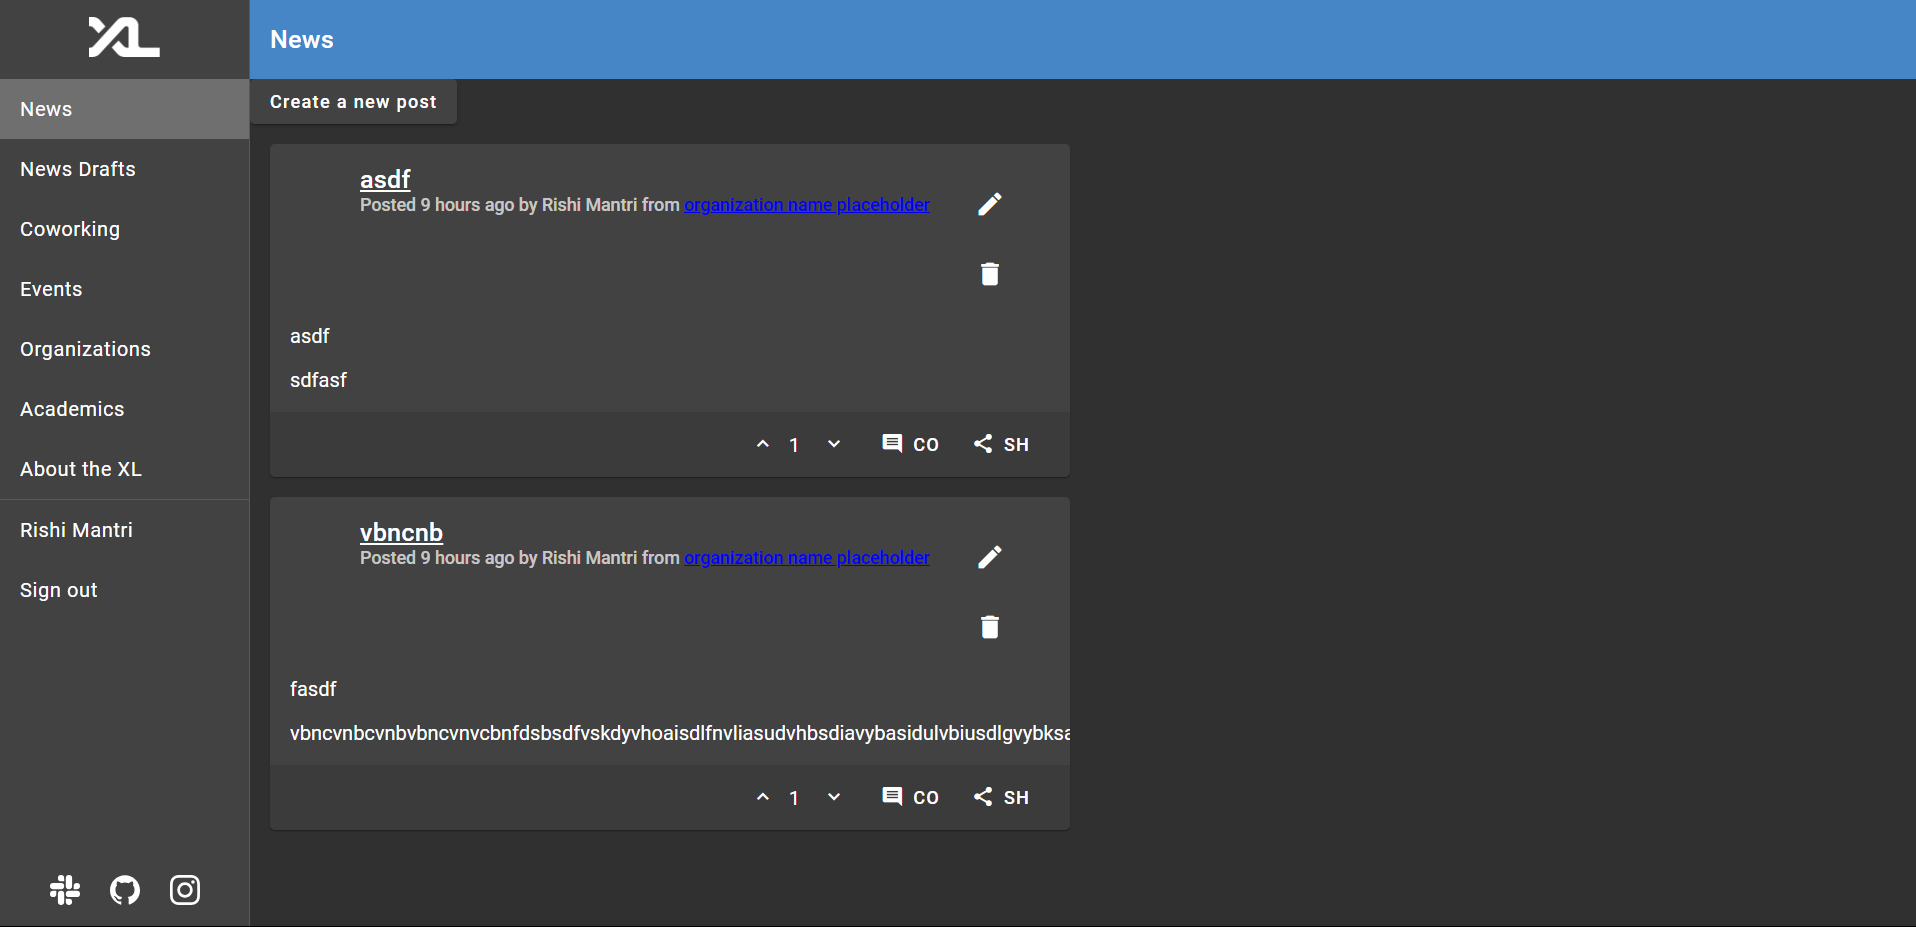 XL
News
News
News Drafts
Coworking
Events
Organizations
Academics
About the XL
Rishi Mantri
Sign out
Create a new post
asdf
Posted 9 hours ago by Rishi Mantri from organization name placeholder
asdf
sdfasf
1 CO SH
vbncnb
Posted 9 hours ago by Rishi Mantri from organization name placeholder
fasdf
vbncvnbcvnbvbncvnvcbnfdsbsdfvskdyvhoaisdlfnvliasudvhbsdiavybasidulvbiusdlgvybksa
1 CO SH